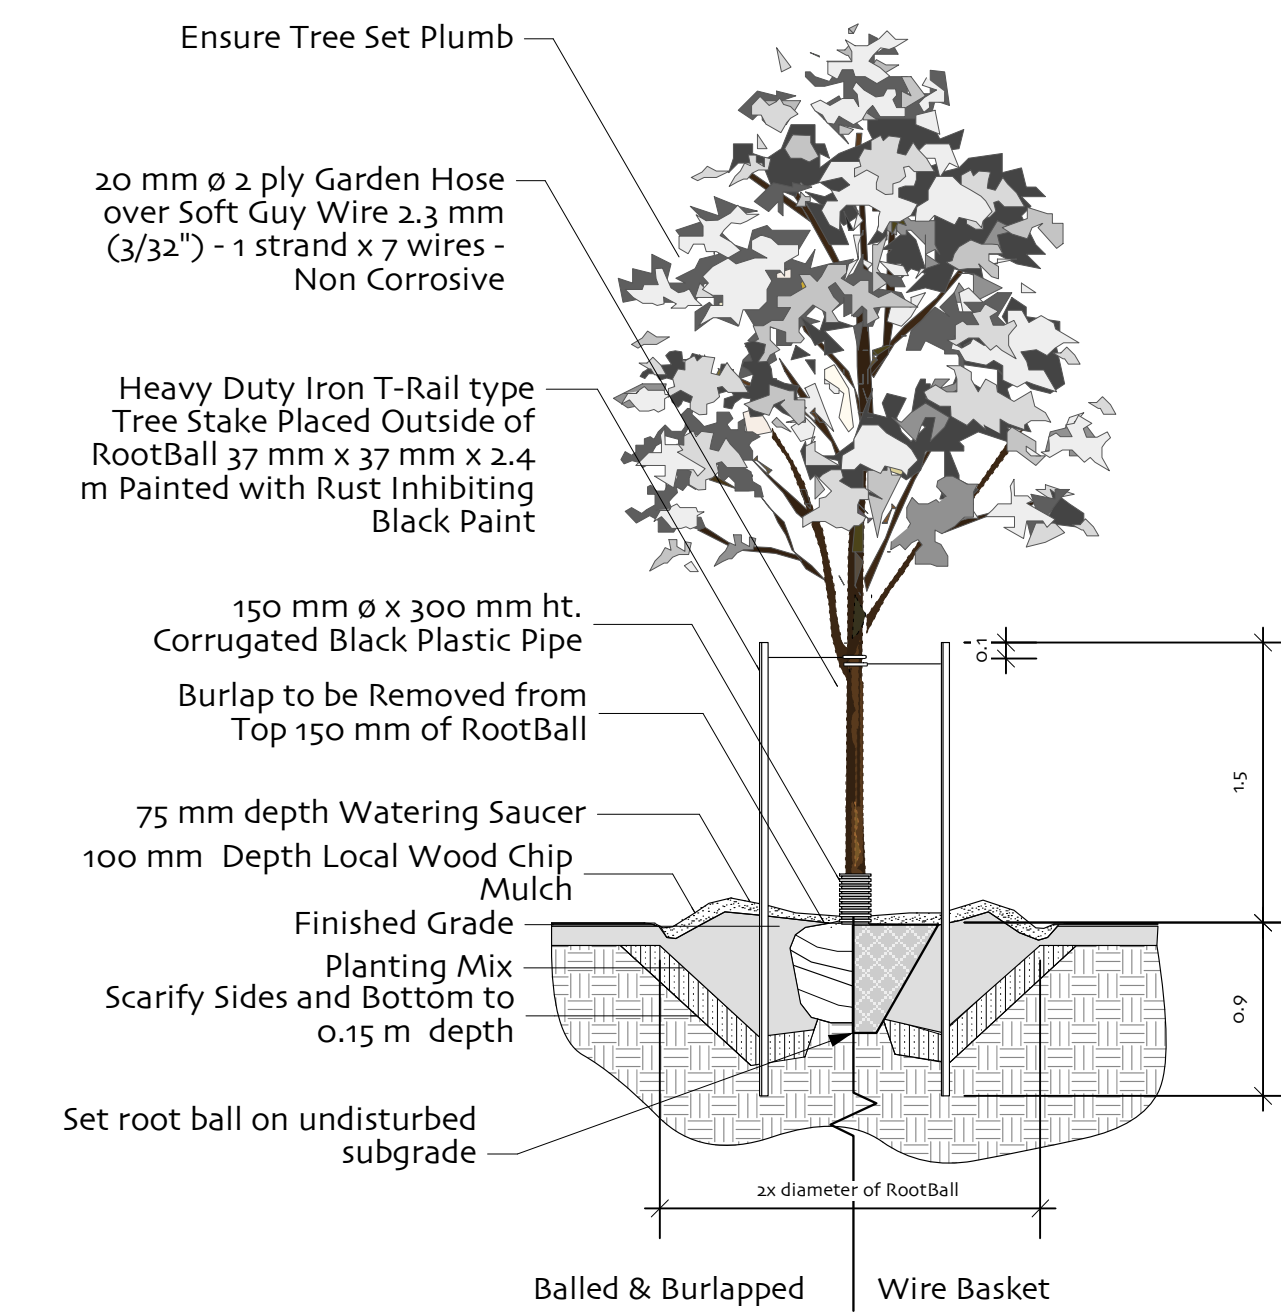 Ensure Tree Set Plumb
20 mm ø 2 ply Garden Hose
over Soft Guy Wire 2.3 mm
(3/32") - 1 strand x 7 wires -
Non Corrosive
Heavy Duty Iron T-Rail type
Tree Stake Placed Outside of
RootBall 37 mm x 37 mm x 2.4
m Painted with Rust Inhibiting
Black Paint
150 mm ø x 300 mm ht.
Corrugated Black Plastic Pipe
Burlap to be Removed from
Top 150 mm of RootBall
75 mm depth Watering Saucer
100 mm  Depth Local Wood Chip
Mulch
Finished Grade
Planting Mix
Scarify Sides and Bottom to
0.15 m  depth
Set root ball on undisturbed
subgrade
0.1
1.5
0.9
2x diameter of RootBall
Balled & Burlapped
Wire Basket